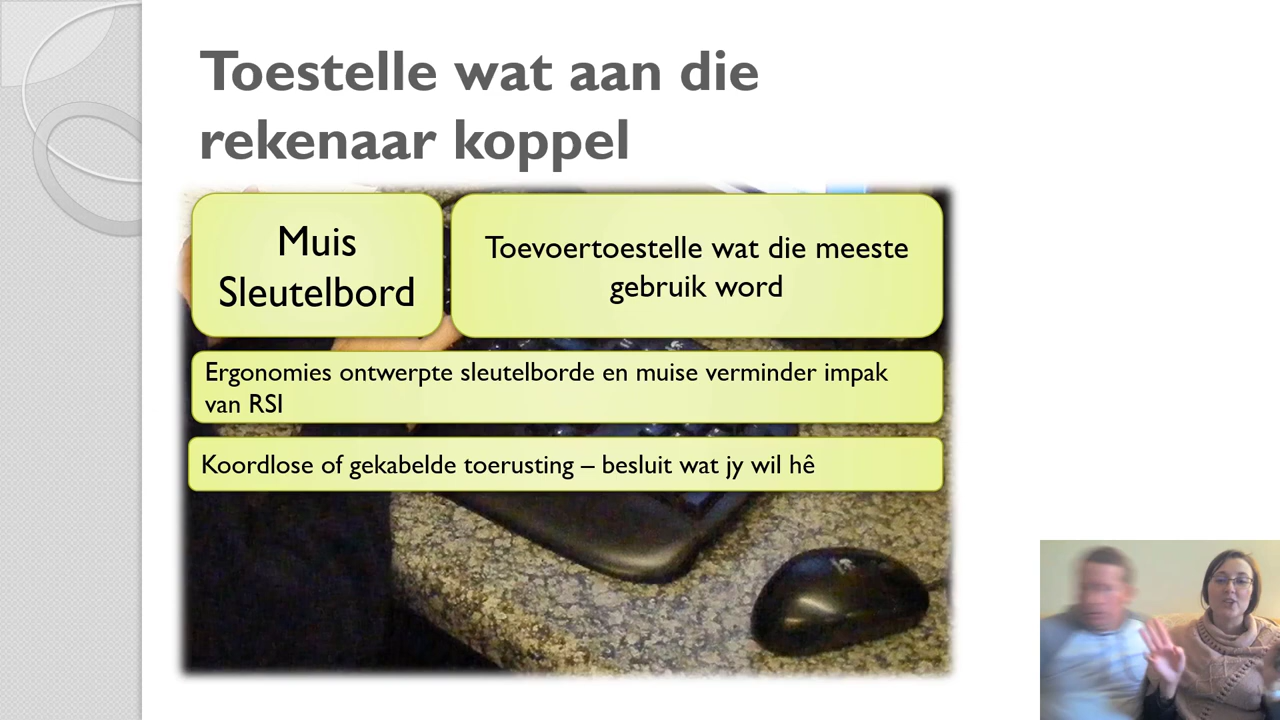 Toestelle wat aan die
rekenaar koppel
Muis
Sleutelbord
Toevoertoestelle wat die meeste
gebruik word
Ergonomies ontwerpte sleutelborde en muise verminder impak
van RSI
Koordlose of gekabelde toerusting – besluit wat jy wil hê